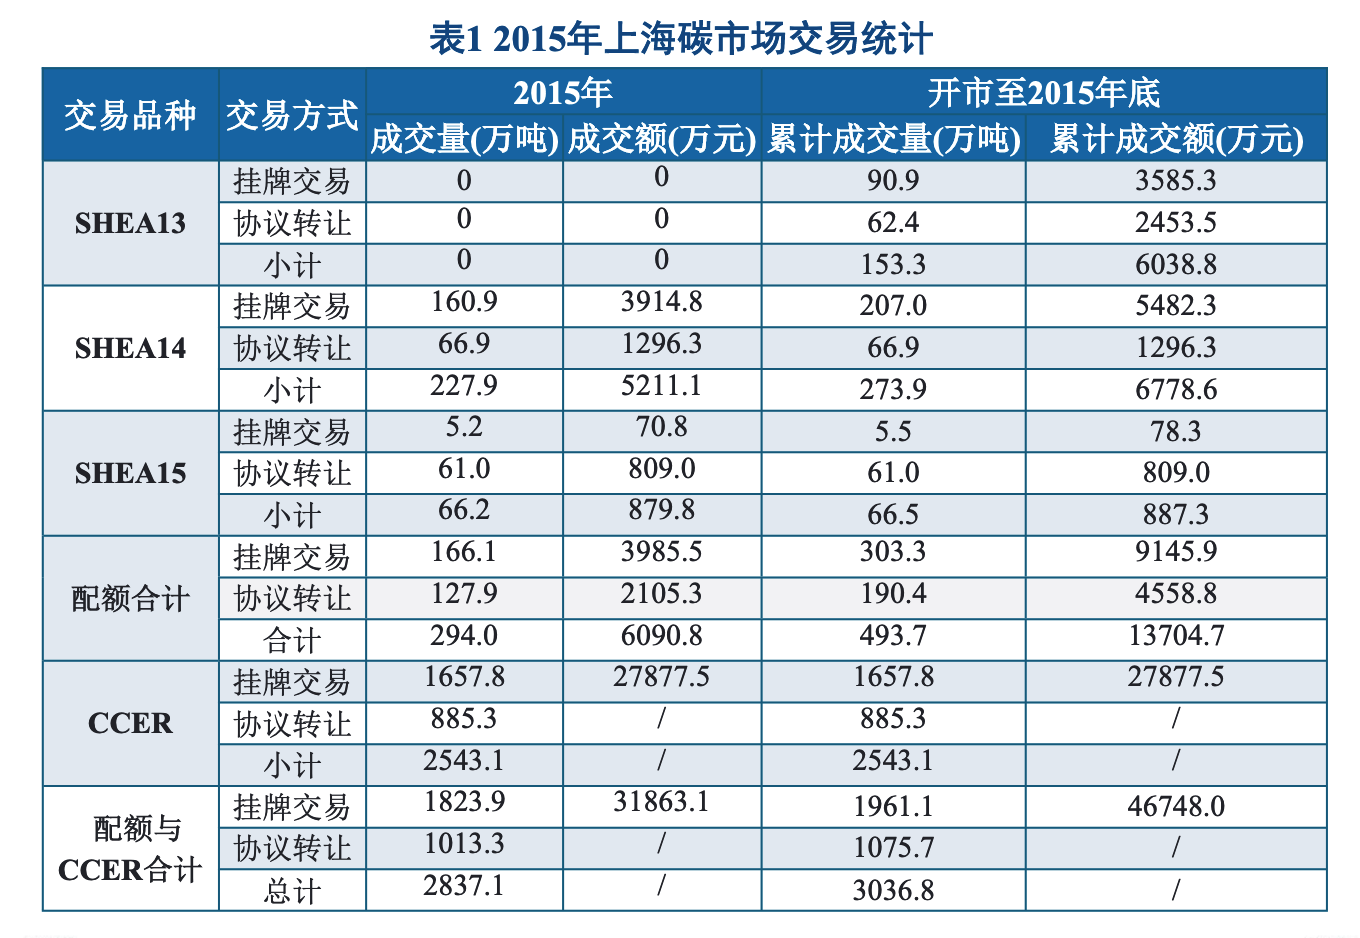 表1 2015年上海碳市场交易统计
交易品种 交易方式 2015年 开市至2015年底
成交量(万吨) 成交额(万元) 累计成交量(万吨) 累计成交额(万元)
SHEA13 挂牌交易 0 0 90.9 3585.3
协议转让 0 0 62.4 2453.5
小计 0 0 153.3 6038.8
SHEA14 挂牌交易 160.9 3914.8 207.0 5482.3
协议转让 66.9 1296.3 66.9 1296.3
小计 227.9 5211.1 273.9 6778.6
SHEA15 挂牌交易 5.2 70.8 5.5 78.3
协议转让 61.0 809.0 61.0 809.0
小计 66.2 879.8 66.5 887.3
配额合计 挂牌交易 166.1 3985.5 303.3 9145.9
协议转让 127.9 2105.3 190.4 4558.8
合计 294.0 6090.8 493.7 13704.7
CCER 挂牌交易 1657.8 27877.5 1657.8 27877.5
协议转让 885.3 / 885.3 /
小计 2543.1 / 2543.1 /
配额与CCER合计 挂牌交易 1823.9 31863.1 1961.1 46748.0
协议转让 1013.3 / 1075.7 /
总计 2837.1 / 3036.8 /